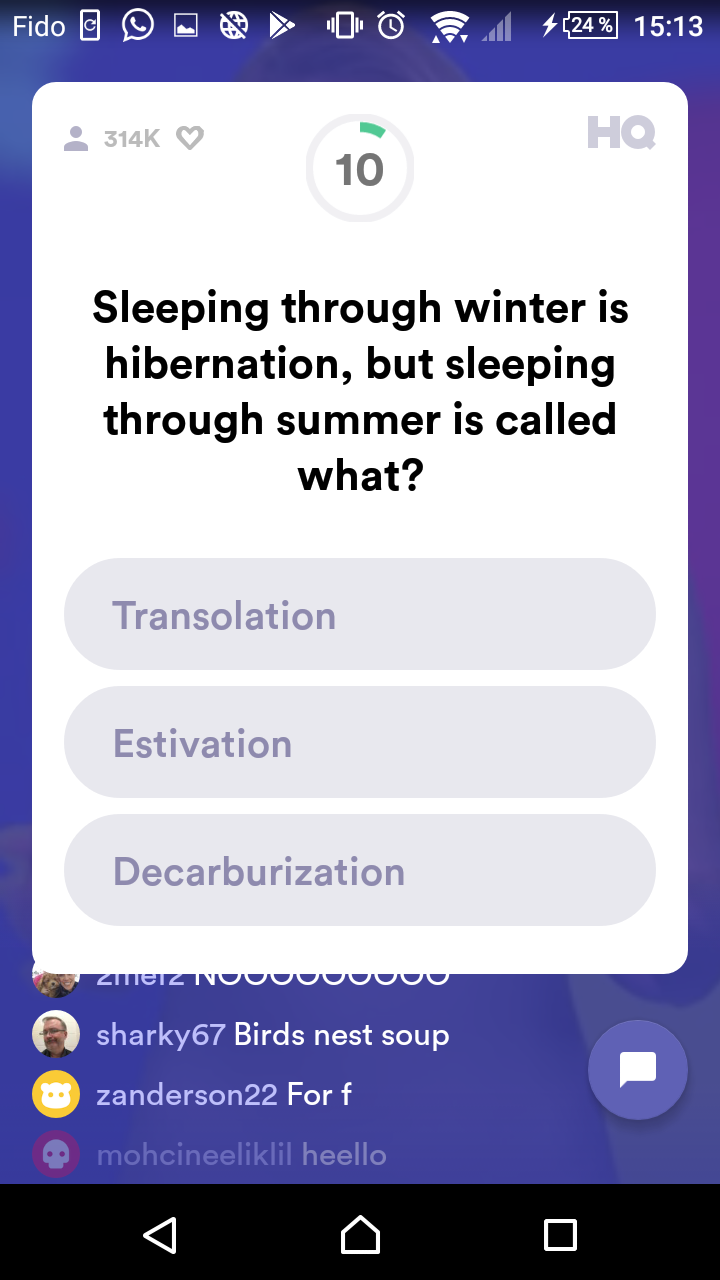 Fido 24 % 15:13
314K 10 HQ
Sleeping through winter is
hibernation, but sleeping
through summer is called
what?
Transolation
Estivation
Decarburization
2mef2 NOOOOOOOOO
sharky67 Birds nest soup
zanderson22 For f
mohcineeliklil heello